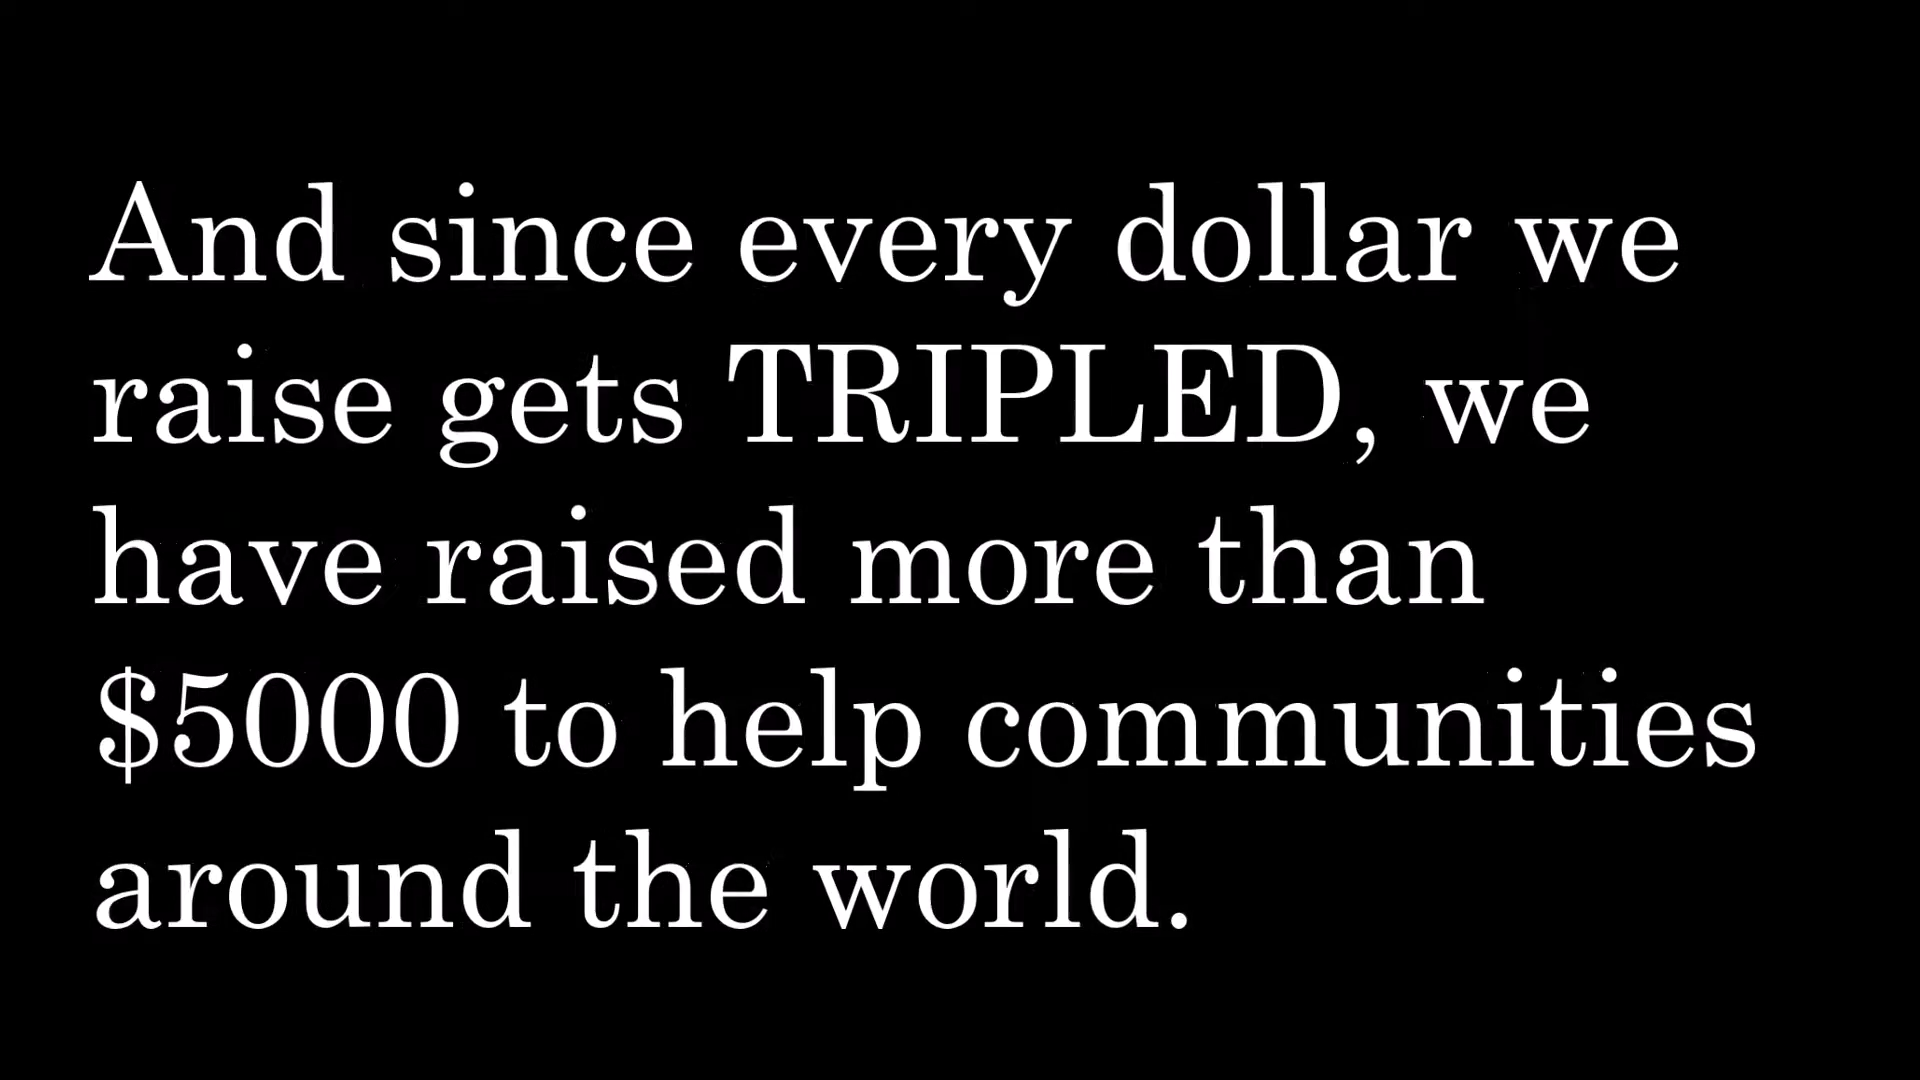 And since every dollar we
raise gets TRIPLED, we
have raised more than
$5000 to help communities
around the world.